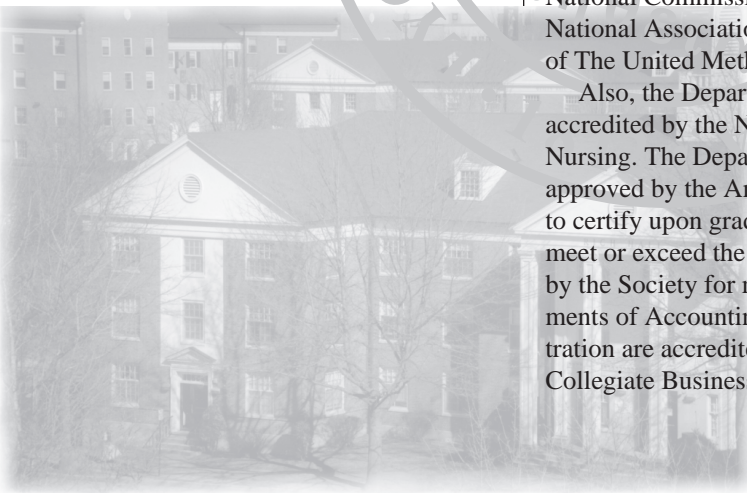 National Association
of The United Meth
Also, the Depar
accredited by the N
Nursing. The Depa
approved by the Ar
to certify upon grad
meet or exceed the
by the Society for r
ments of Accountin
tration are accredite
Collegiate Busines